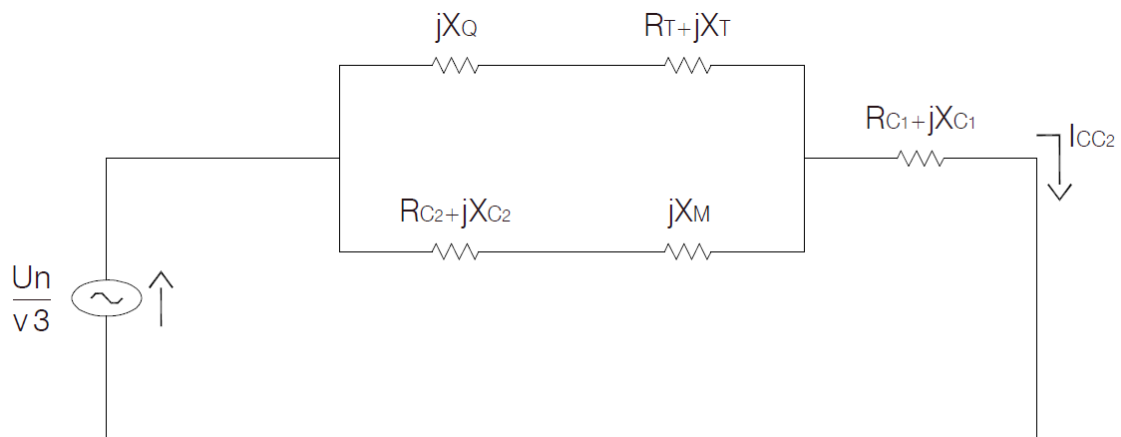 jXQ
RT+jXT
RC1+jXC1
ICC2
RC2+jXC2
jXM
Un
v3